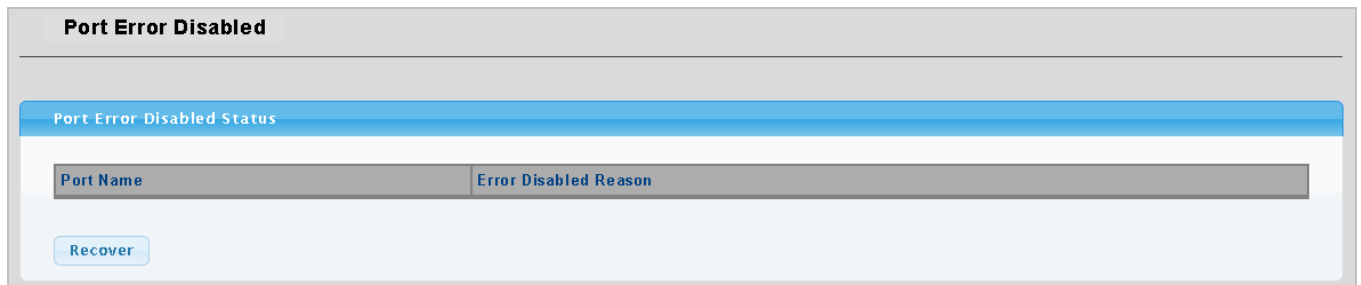 Port Error Disabled
Port Error Disabled Status
Port Name Error Disabled Reason
Recover